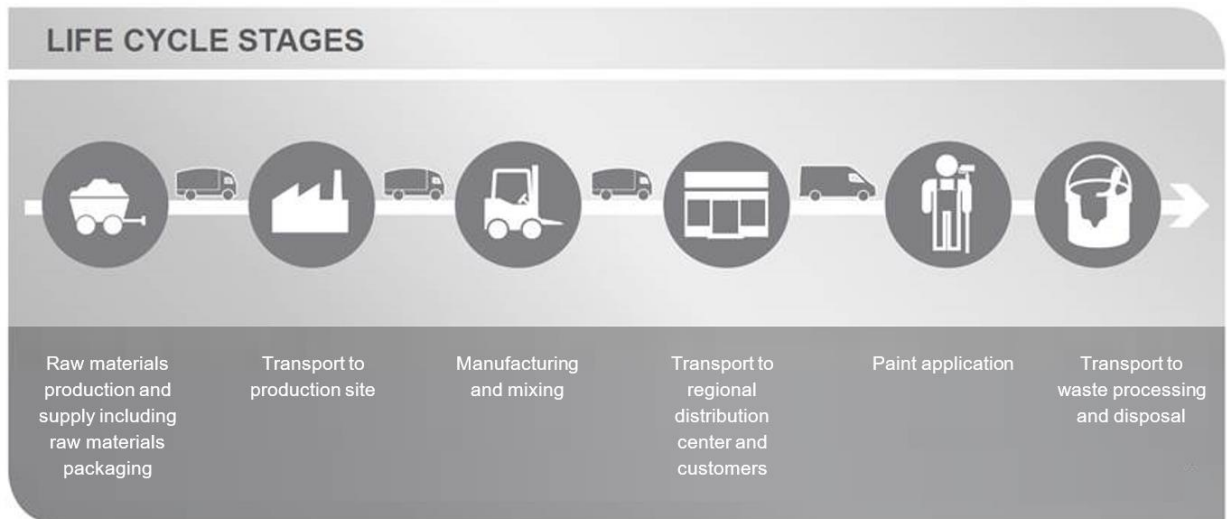 LIFE CYCLE STAGES
Raw materials
production and
supply including
raw materials
packaging
Transport to
production site
Manufacturing
and mixing
Transport to
regional
distribution
center and
customers
Paint application
Transport to
waste processing
and disposal